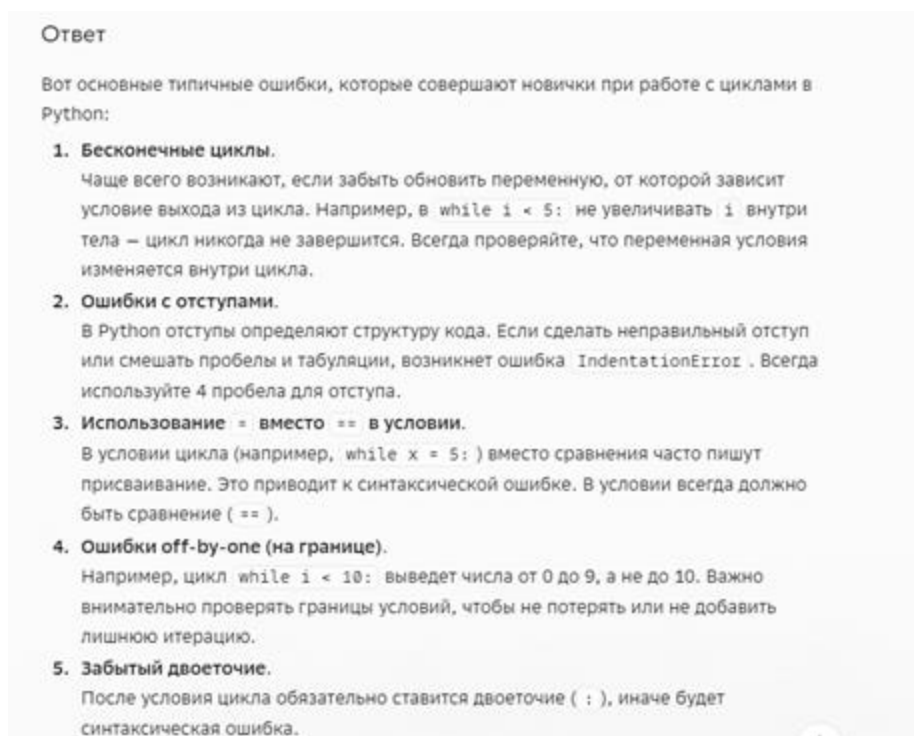 Ответ
Вот основные типичные ошибки, которые совершают новички при работе с циклами в
Python:
1. Бесконечные циклы.
Чаще всего возникают, если забыть обновить переменную, от которой зависит
условие выхода из цикла. Например, в while i < 5: не увеличивать i внутри
тела — цикл никогда не завершится. Всегда проверяйте, что переменная условия
изменяется внутри цикла.
2. Ошибки с отступами.
В Python отступы определяют структуру кода. Если сделать неправильный отступ
или смешать пробелы и табуляции, возникнет ошибка IndentationError . Всегда
используйте 4 пробела для отступа.
3. Использование = вместо == в условии.
В условии цикла (например, while x = 5: ) вместо сравнения часто пишут
присваивание. Это приводит к синтаксической ошибке. В условии всегда должно
быть сравнение ( == ).
4. Ошибки off-by-one (на границе).
Например, цикл while i < 10: выведет числа от 0 до 9, а не до 10. Важно
внимательно проверять границы условий, чтобы не потерять или не добавить
лишнюю итерацию.
5. Забытый двоеточие.
После условия цикла обязательно ставится двоеточие ( : ), иначе будет
синтаксическая ошибка.